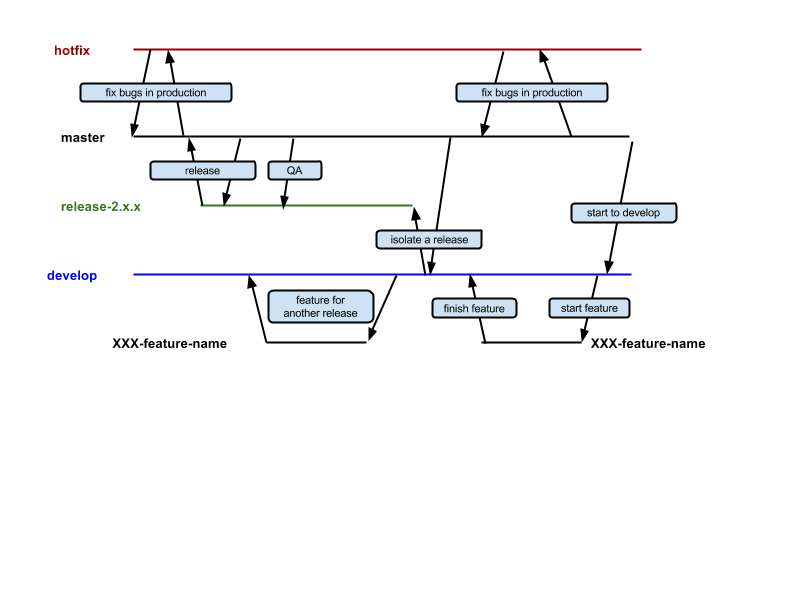 hotfix
fix bugs in production
fix bugs in production
master
release
QA
release-2.x.x
start to develop
isolate a release
develop
feature for
another release
finish feature
start feature
XXX-feature-name
XXX-feature-name